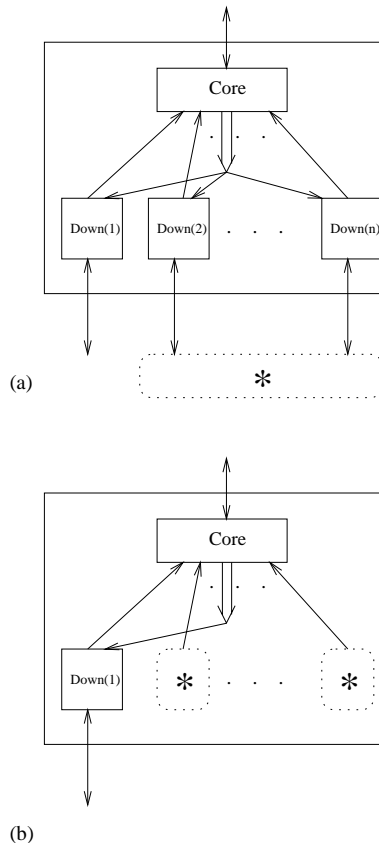 Core
. . .
Down(1) Down(2) . . . Down(n)
(a) *
Core
. . .
Down(1) * . . . *
(b)